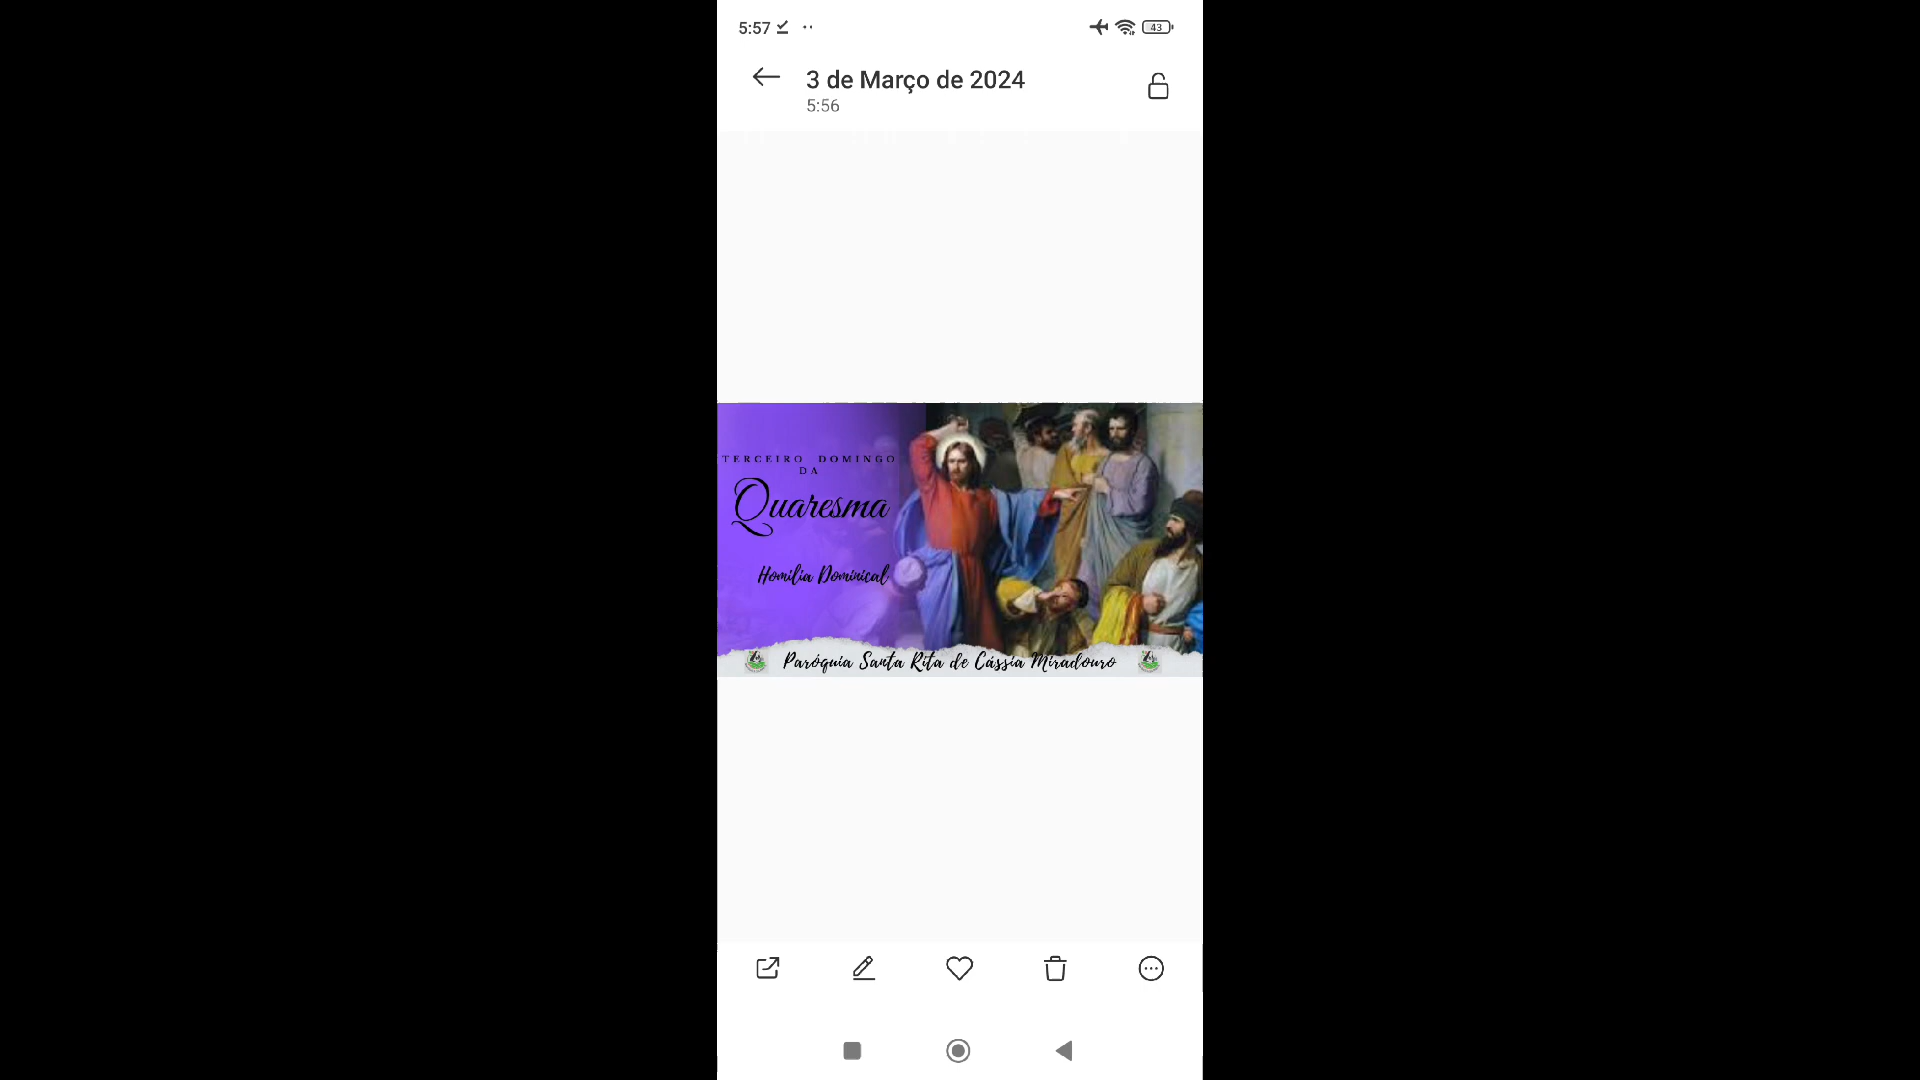 5:57
43
3 de Março de 2024
5:56
TERCEIRO DOMINGO
DA
Quaresma
Homilia Dominical
Paróquia Santa Rita de Cássia Miradouro